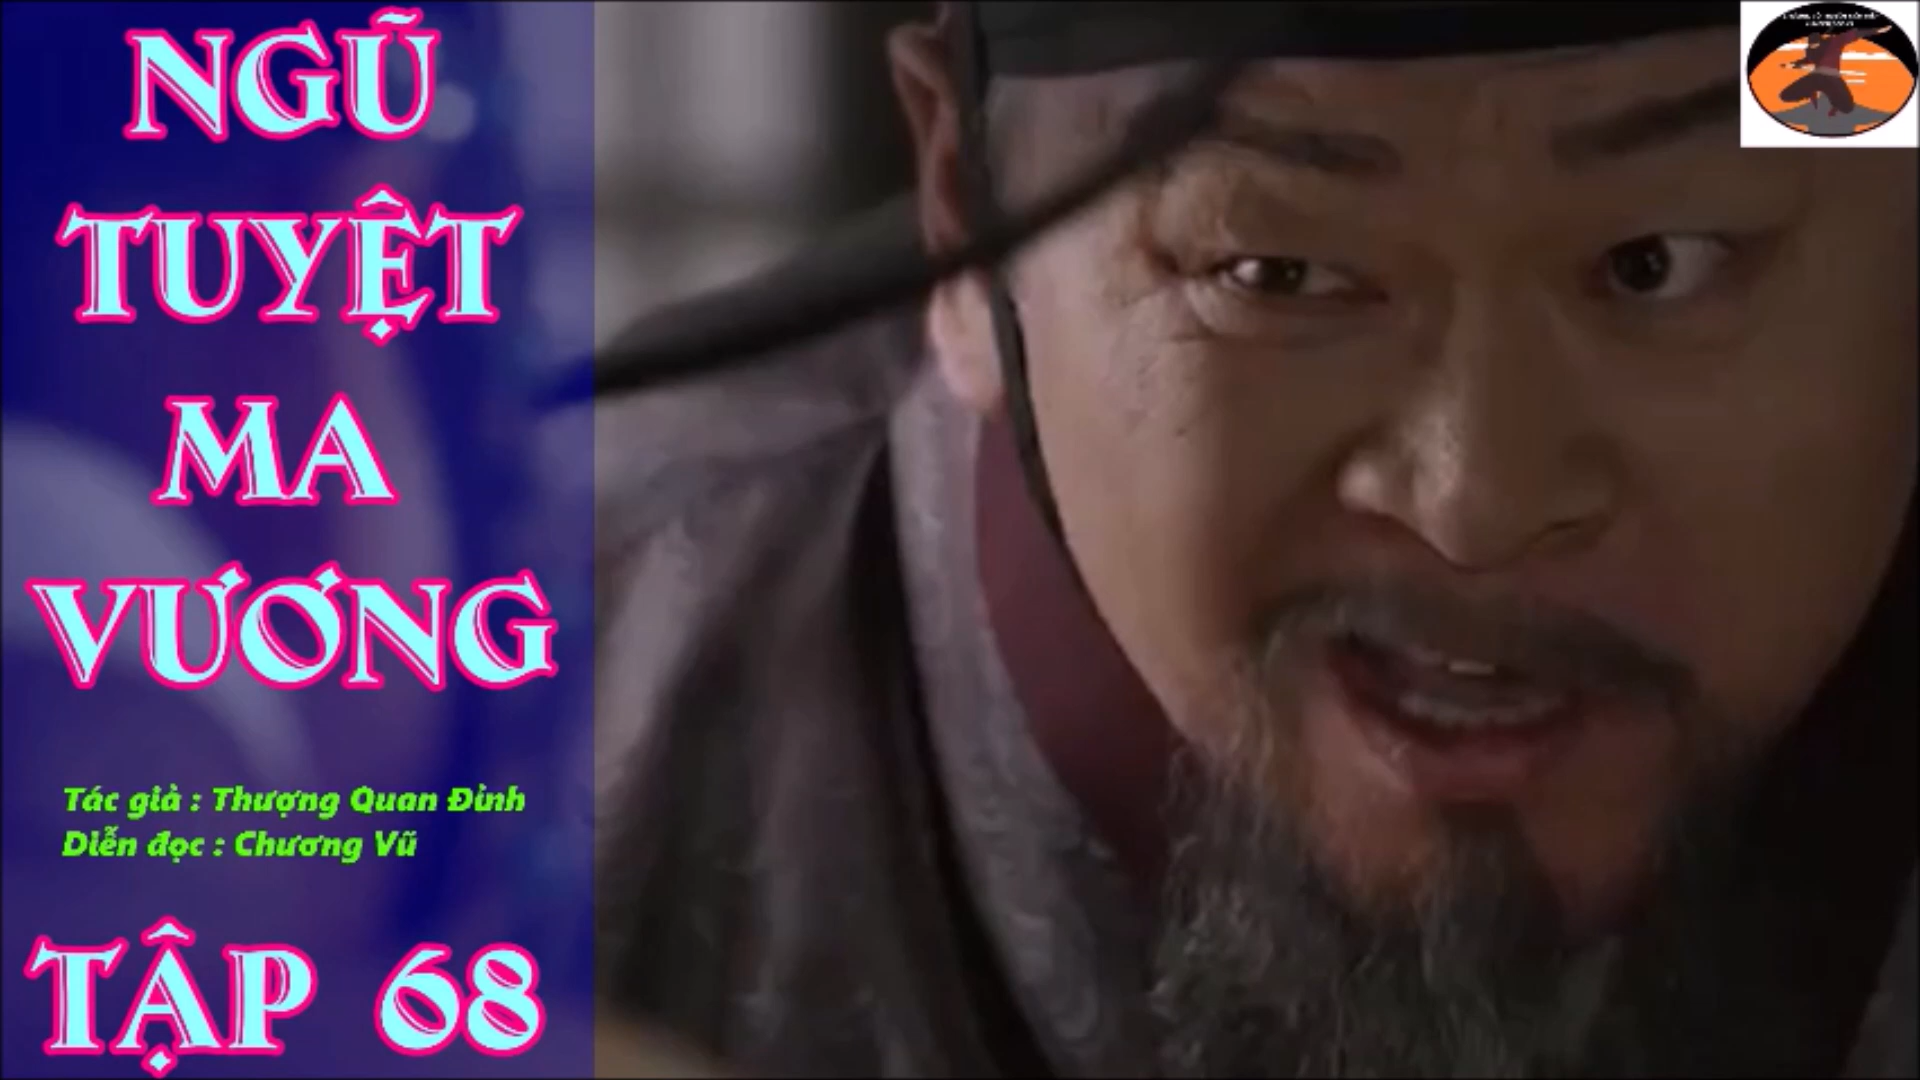 NGŨ
TUYỆT
MA
VƯƠNG
Tác giả : Thượng Quan Đỉnh
Diễn đọc : Chương Vũ
TẬP 68